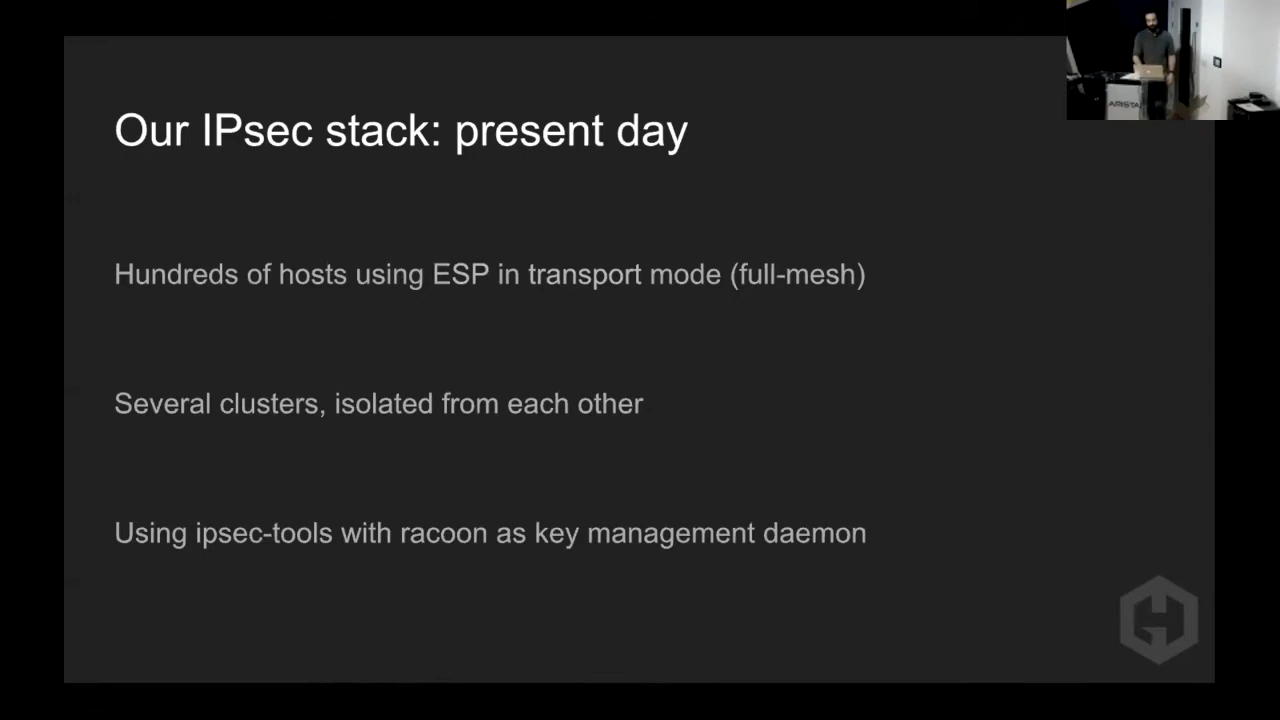 Our IPsec stack: present day
ARISTA
Hundreds of hosts using ESP in transport mode (full-mesh)
Several clusters, isolated from each other
Using ipsec-tools with racoon as key management daemon